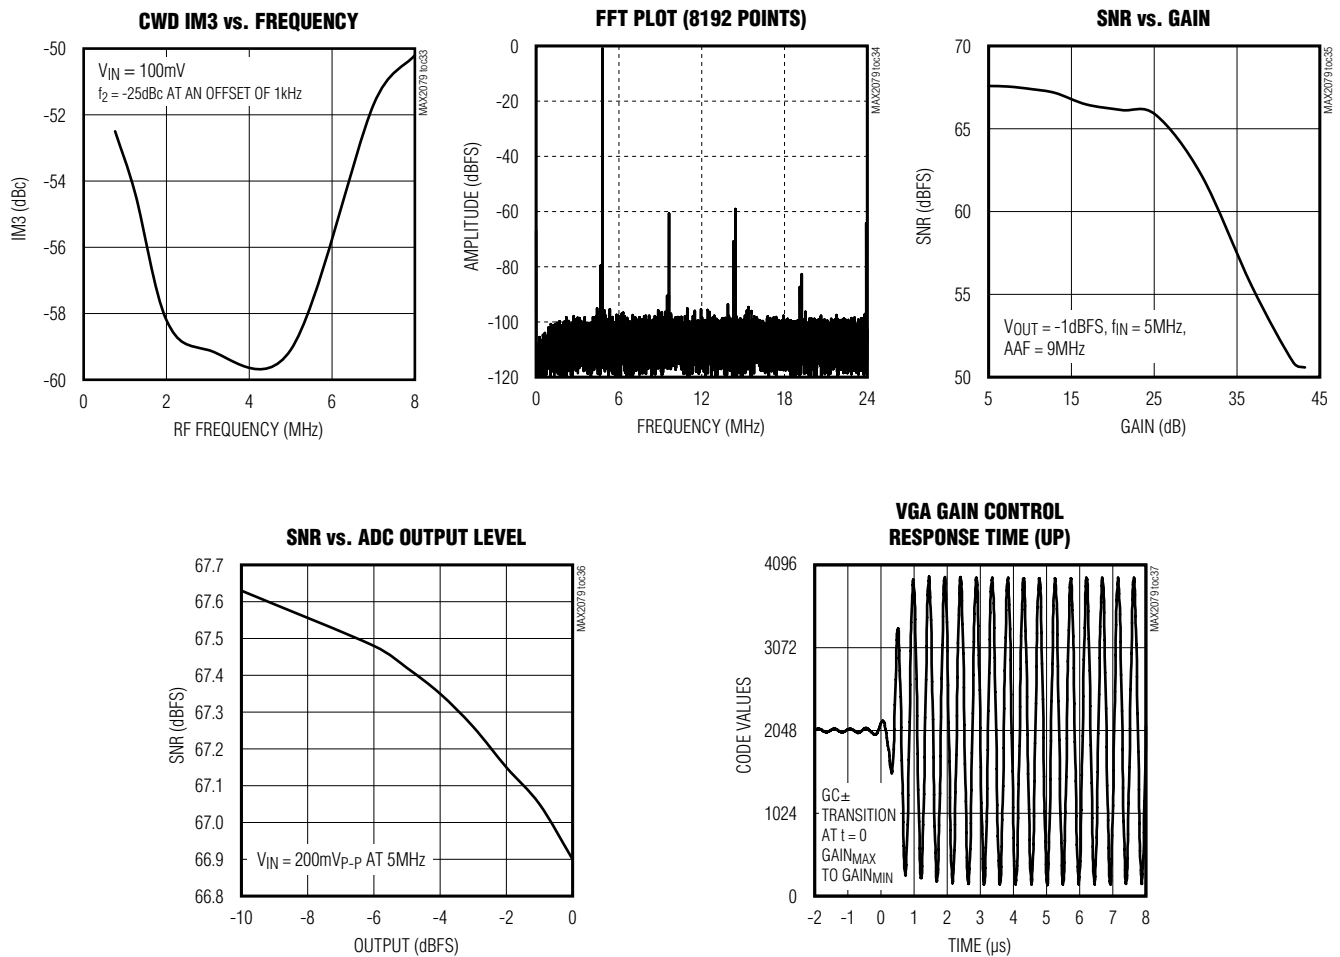 CWD IM3 vs. FREQUENCY
-50
-52
-54
-56
-58
-60
IM3 (dBc)
VIN = 100mV
f2 = -25dBc AT AN OFFSET OF 1kHz
MAX2079 toc33
0 2 4 6 8
RF FREQUENCY (MHz)
FFT PLOT (8192 POINTS)
0
-20
-40
-60
-80
-100
-120
AMPLITUDE (dBFS)
MAX2079 toc34
0 6 12 18 24
FREQUENCY (MHz)
SNR vs. GAIN
70
65
60
55
50
SNR (dBFS)
VOUT = -1dBFS, fIN = 5MHz,
AAF = 9MHz
MAX2079 toc35
5 15 25 35 45
GAIN (dB)
SNR vs. ADC OUTPUT LEVEL
67.7
67.6
67.5
67.4
67.3
67.2
67.1
67.0
66.9
66.8
SNR (dBFS)
VIN = 200mVP-P AT 5MHz
MAX2079 toc36
-10 -8 -6 -4 -2 0
OUTPUT (dBFS)
VGA GAIN CONTROL
RESPONSE TIME (UP)
4096
3072
2048
1024
0
CODE VALUES
GC±
TRANSITION
AT t = 0
GAINMAX
TO GAINMIN
MAX2079 toc37
-2 -1 0 1 2 3 4 5 6 7 8
TIME (µs)